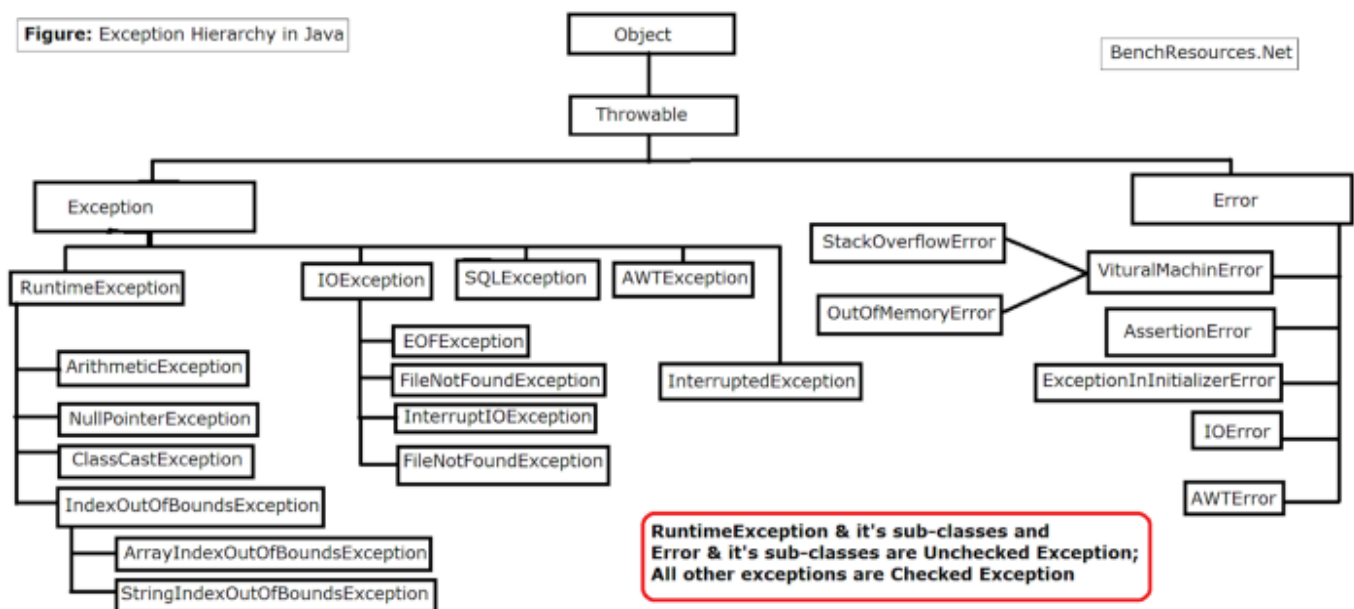 Figure: Exception Hierarchy in Java
Object
BenchResources.Net
Throwable
Exception
Error
StackOverflowError
VituralMachinError
OutOfMemoryError
RuntimeException
IOException
SQLException
AWTException
InterruptedException
AssertionError
ExceptionInInitializerError
IOError
AWTError
ArithmeticException
NullPointerException
ClassCastException
IndexOutOfBoundsException
ArrayIndexOutOfBoundsException
StringIndexOutOfBoundsException
EOFException
FileNotFoundException
InterruptIOException
FileNotFoundException
RuntimeException & it's sub-classes and
Error & it's sub-classes are Unchecked Exception;
All other exceptions are Checked Exception